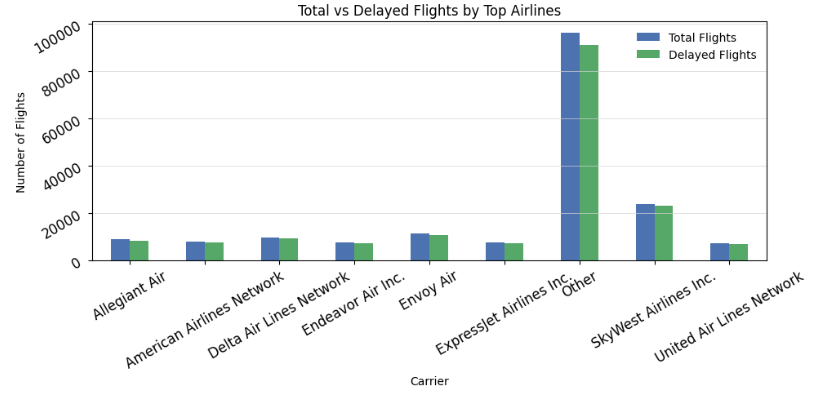 Total vs Delayed Flights by Top Airlines
Total Flights
Delayed Flights
Number of Flights
100000
80000
60000
40000
20000
0
Allegiant Air
American Airlines Network
Delta Air Lines Network
Endeavor Air Inc.
Envoy Air
ExpressJet Airlines Inc.
Other
SkyWest Airlines Inc.
United Air Lines Network
Carrier